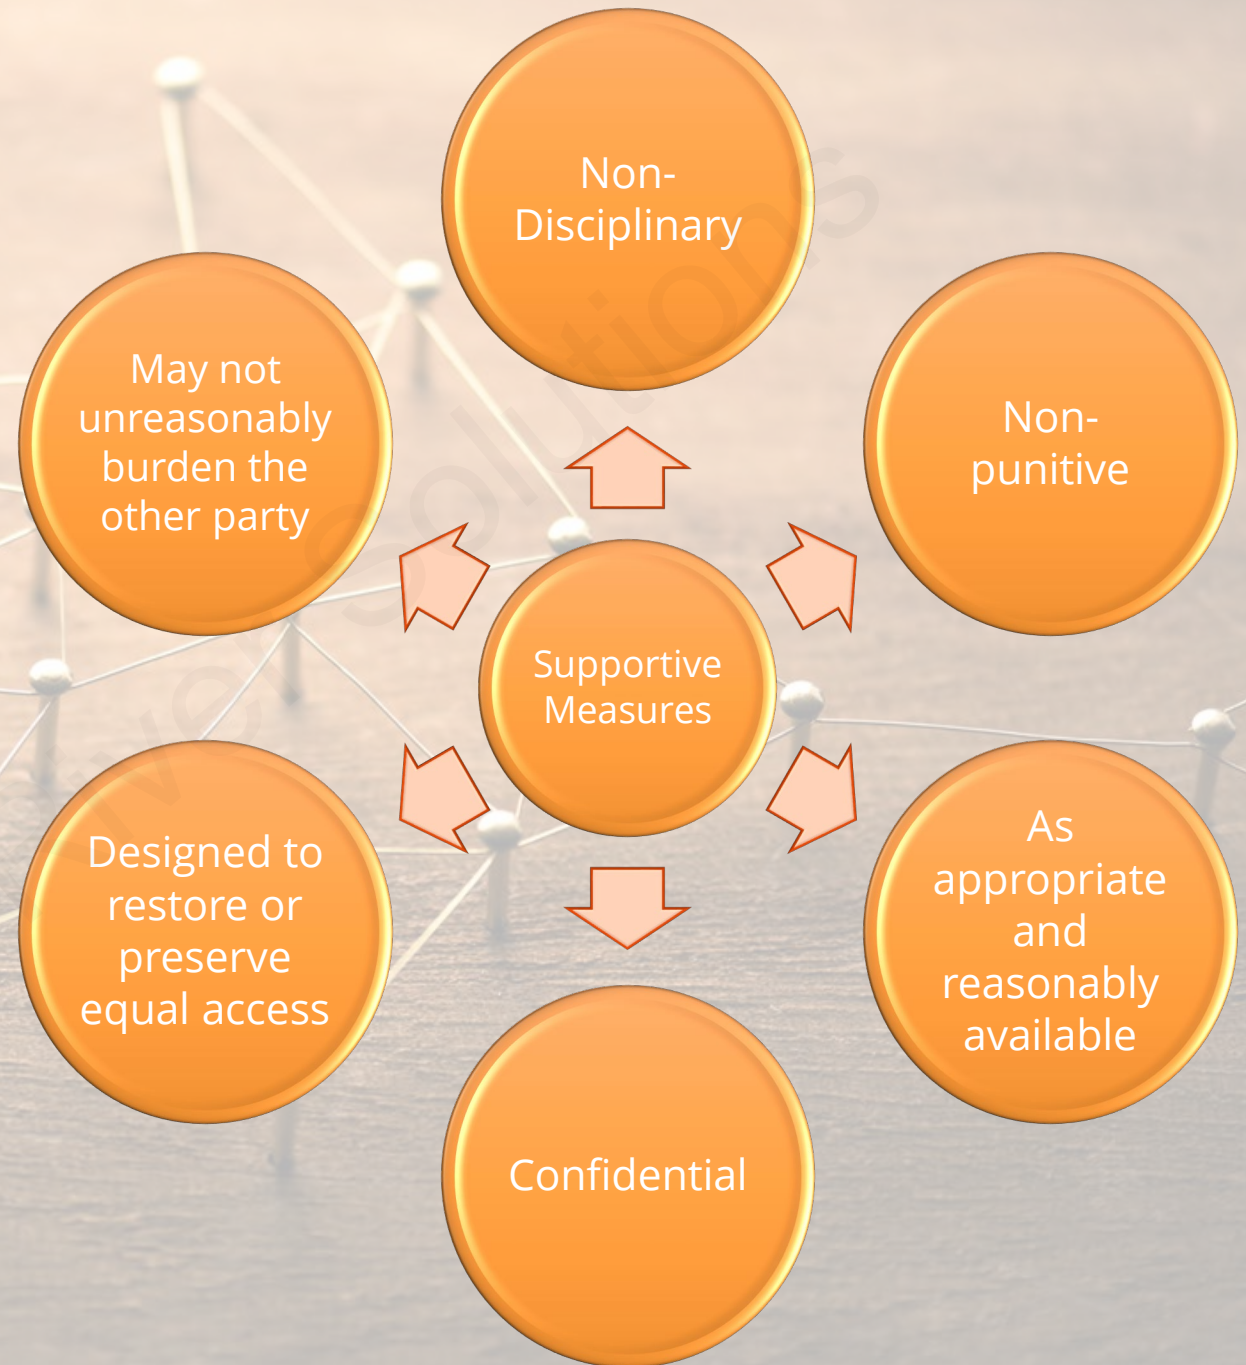 Non-
Disciplinary
Non-
punitive
As
appropriate
and
reasonably
available
Confidential
Designed to
restore or
preserve
equal access
May not
unreasonably
burden the
other party
Supportive
Measures
Solutions